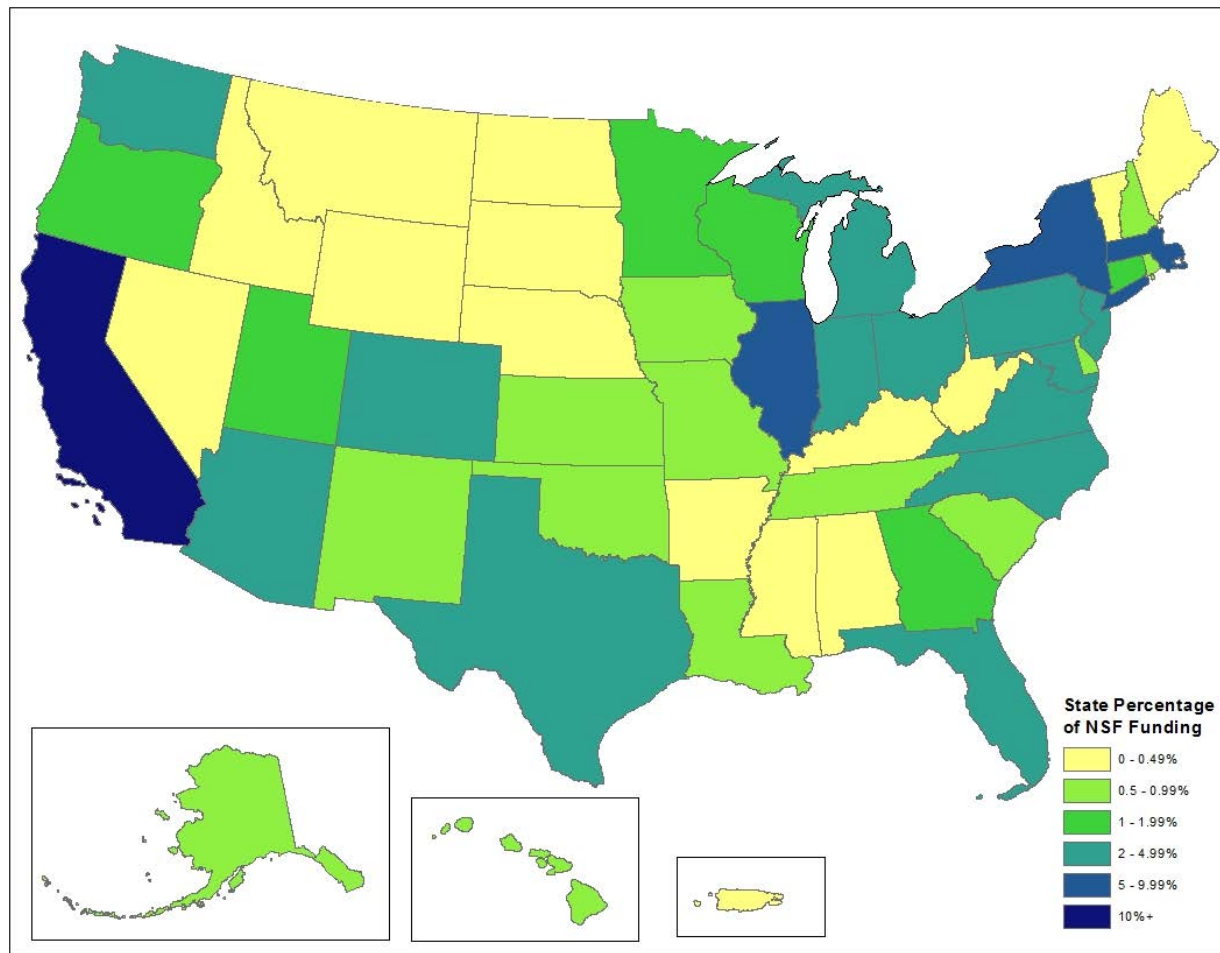 State Percentage
of NSF Funding
0 - 0.49%
0.5 - 0.99%
1 - 1.99%
2 - 4.99%
5 - 9.99%
10%+